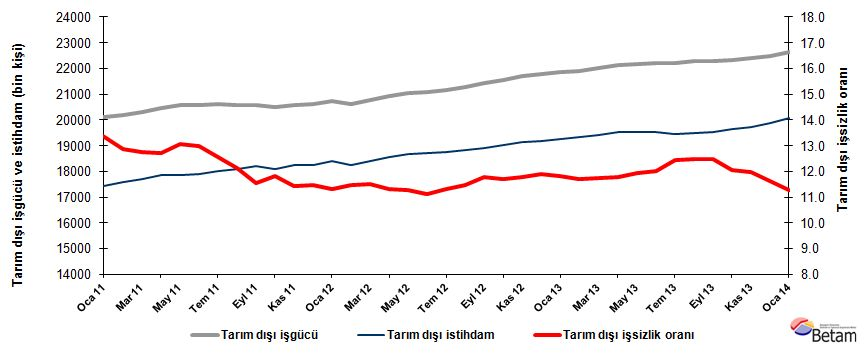 Tarım dışı işgücü ve istihdam (bin kişi)
24000
23000
22000
21000
20000
19000
18000
17000
16000
15000
14000
18.0
17.0
16.0
15.0
14.0
13.0
12.0
11.0
10.0
9.0
8.0
Tarım dışı işsizlik oranı
Oca 11
Mar 11
May 11
Tem 11
Eyl 11
Kas 11
Oca 12
Mar 12
May 12
Tem 12
Eyl 12
Kas 12
Oca 13
Mar 13
May 13
Tem 13
Eyl 13
Kas 13
Oca 14
Tarım dışı işgücü
Tarım dışı istihdam
Tarım dışı işsizlik oranı
Betam